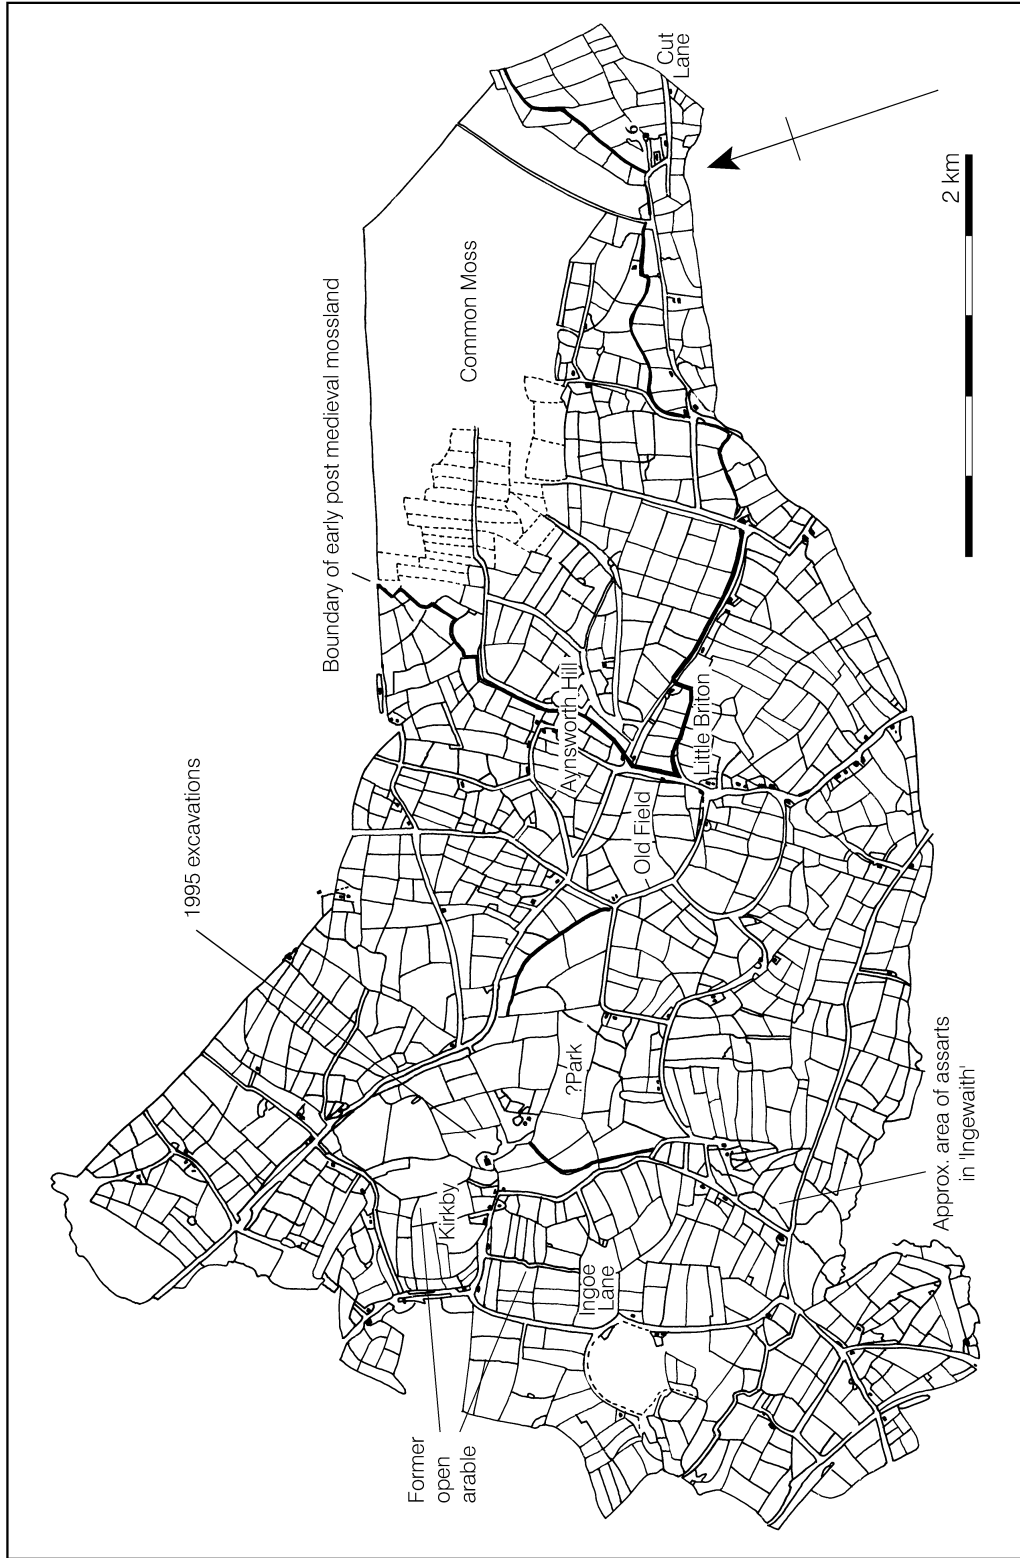 Cut
Lane
2 km
Common Moss
Boundary of early post medieval mossland
Aynsworth Hill
Little Briton
Old Field
1995 excavations
?Park
Kirkby
Ingoe
Lane
Approx. area of assarts
in 'Ingewaith'
Former
open
arable